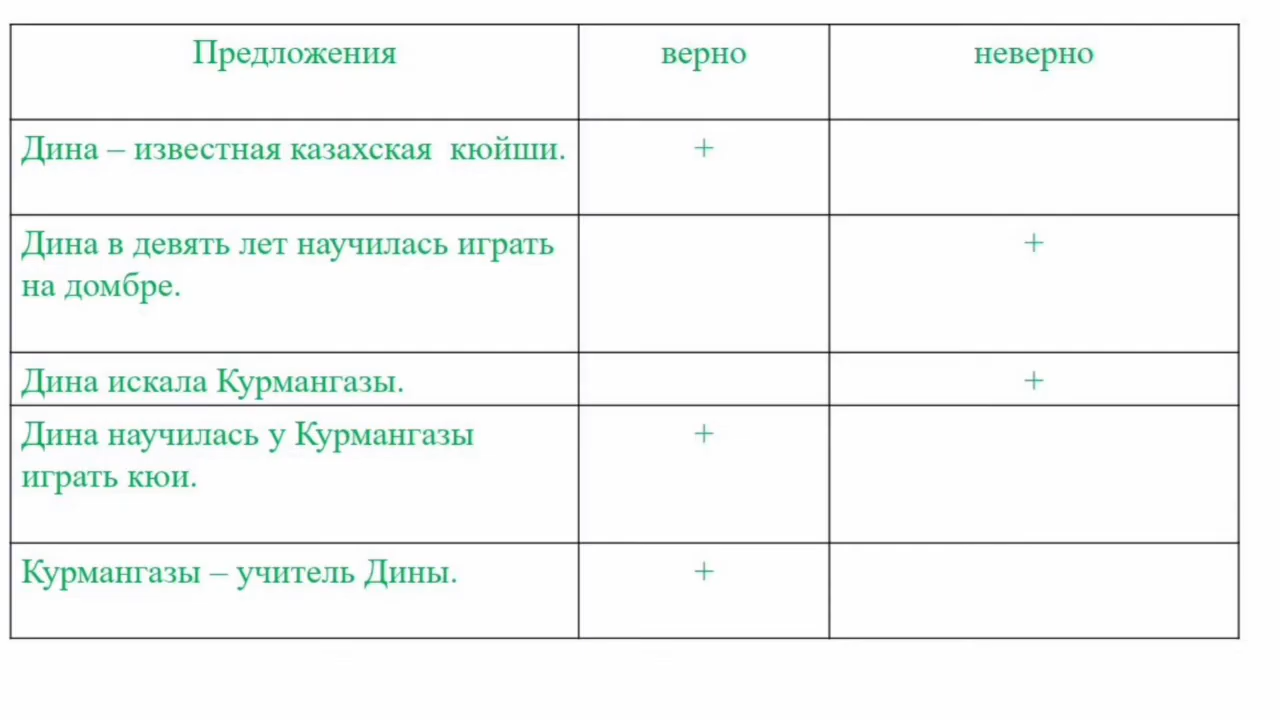 Предложения верно неверно
Дина – известная казахская кюйши. +
Дина в девять лет научилась играть +
на домбре.
Дина искала Курмангазы. +
Дина научилась у Курмангазы +
играть кюи.
Курмангазы – учитель Дины. +